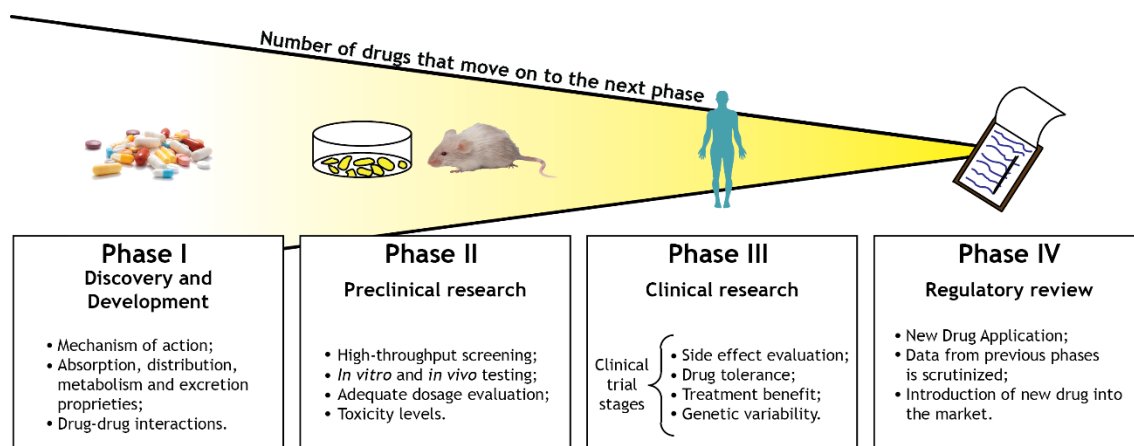 Number of drugs that move on to the next phase
Phase I
Discovery and
Development
• Mechanism of action;
• Absorption, distribution,
metabolism and excretion
proprieties;
• Drug-drug interactions.
Phase II
Preclinical research
• High-throughput screening;
• In vitro and in vivo testing;
• Adequate dosage evaluation;
• Toxicity levels.
Phase III
Clinical research
Clinical
trial
stages
• Side effect evaluation;
• Drug tolerance;
• Treatment benefit;
• Genetic variability.
Phase IV
Regulatory review
• New Drug Application;
• Data from previous phases
is scrutinized;
• Introduction of new drug into
the market.